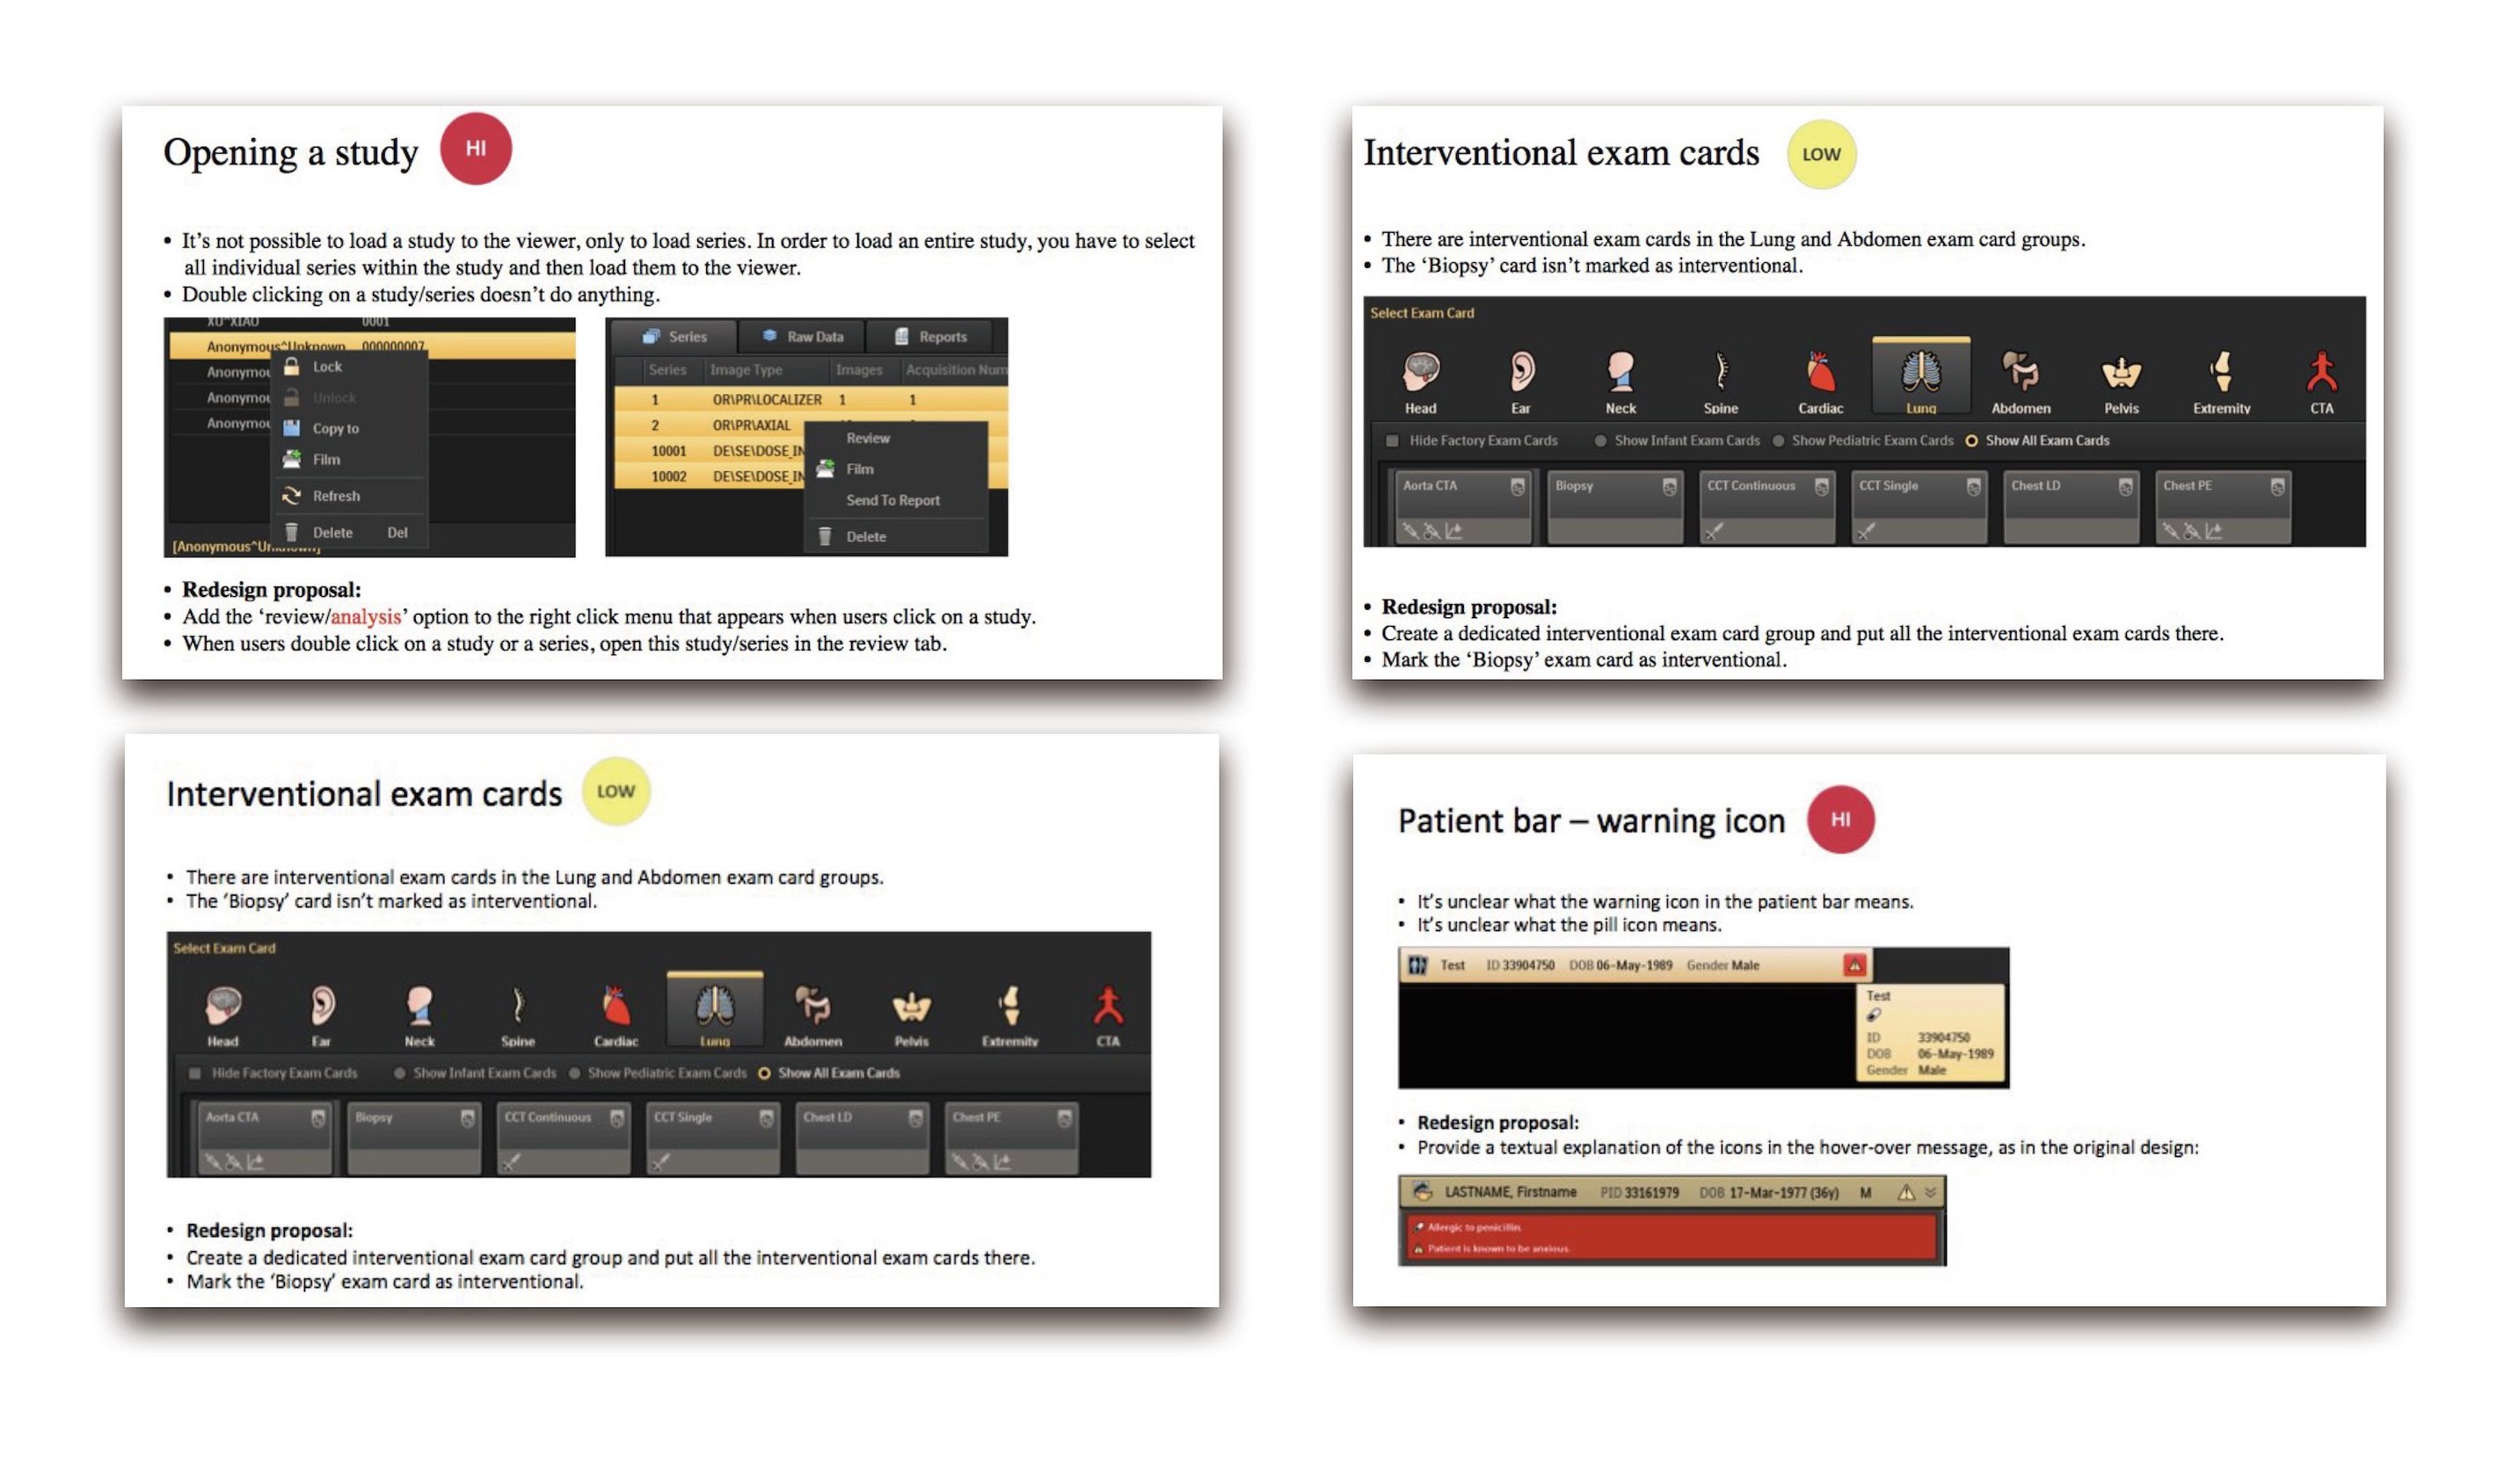 Opening a study HI
• It’s not possible to load a study to the viewer, only to load series. In order to load an entire study, you have to select
all individual series within the study and then load them to the viewer.
• Double clicking on a study/series doesn’t do anything.
XU^XIAO 0001
Anonymous^Unknown 000000007
Anonymou
Anonymou
Anonymou
Lock
Unlock
Copy to
Film
Refresh
Delete Del
[Anonymous^Unknown]
Series Raw Data Reports
Series Image Type Images Acquisition Num
1 OR\PR\LOCALIZER 1 1
2 OR\PR\AXIAL
10001 DE\SE\DOSE_IN
10002 DE\SE\DOSE_IN
Review
Film
Send To Report
Delete
• Redesign proposal:
• Add the ‘review/analysis’ option to the right click menu that appears when users click on a study.
• When users double click on a study or a series, open this study/series in the review tab.
Interventional exam cards LOW
• There are interventional exam cards in the Lung and Abdomen exam card groups.
• The ‘Biopsy’ card isn’t marked as interventional.
Select Exam Card
Head Ear Neck Spine Cardiac Lung Abdomen Pelvis Extremity CTA
Hide Factory Exam Cards Show Infant Exam Cards Show Pediatric Exam Cards Show All Exam Cards
Aorta CTA Biopsy CCT Continuous CCT Single Chest LD Chest PE
• Redesign proposal:
• Create a dedicated interventional exam card group and put all the interventional exam cards there.
• Mark the ‘Biopsy’ exam card as interventional.
Interventional exam cards LOW
• There are interventional exam cards in the Lung and Abdomen exam card groups.
• The ‘Biopsy’ card isn’t marked as interventional.
Select Exam Card
Head Ear Neck Spine Cardiac Lung Abdomen Pelvis Extremity CTA
Hide Factory Exam Cards Show Infant Exam Cards Show Pediatric Exam Cards Show All Exam Cards
Aorta CTA Biopsy CCT Continuous CCT Single Chest LD Chest PE
• Redesign proposal:
• Create a dedicated interventional exam card group and put all the interventional exam cards there.
• Mark the ‘Biopsy’ exam card as interventional.
Patient bar – warning icon HI
• It’s unclear what the warning icon in the patient bar means.
• It’s unclear what the pill icon means.
Test ID 33904750 DOB 06-May-1989 Gender Male
Test
ID 33904750
DOB 06-May-1989
Gender Male
• Redesign proposal:
• Provide a textual explanation of the icons in the hover-over message, as in the original design:
LASTNAME, Firstname PID 33161979 DOB 17-Mar-1977 (36y) M
Allergic to penicillin.
Patient is known to be anxious.